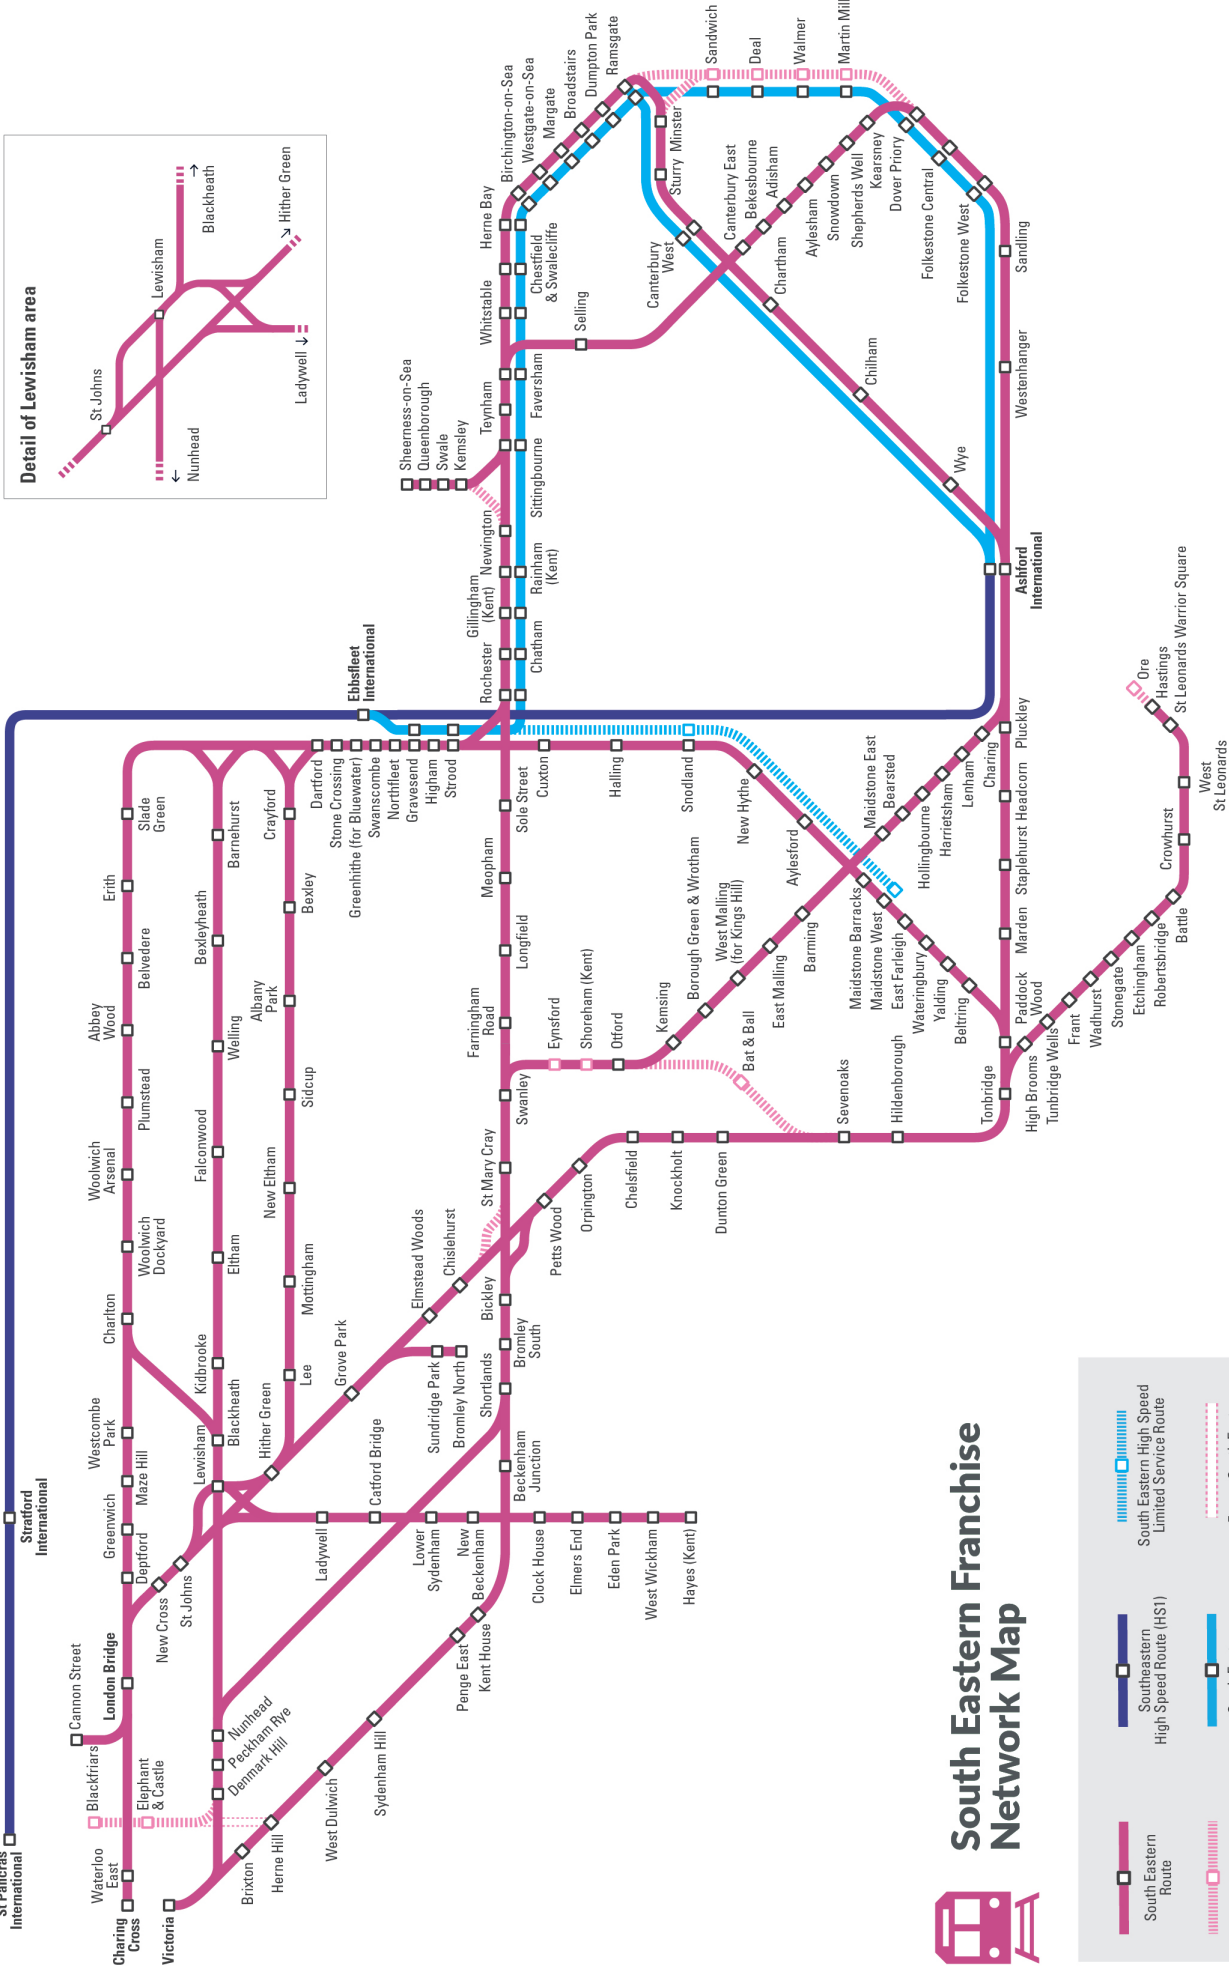 St Pancras
International
Stratford
International
Charing
Cross
Waterloo
East
Blackfriars
Elephant
& Castle
Cannon Street
London Bridge
Deptford
Greenwich
Maze Hill
Westcombe
Park
Charlton
Woolwich
Dockyard
Woolwich
Arsenal
Plumstead
Abbey
Wood
Belvedere
Erith
Slade
Green
New Cross
St Johns
Lewisham
Blackheath
Kidbrooke
Eltham
Falconwood
Welling
Bexleyheath
Barnehurst
Hither Green
Lee
Mottingham
New Eltham
Sidcup
Albany
Park
Bexley
Crayford
Dartford
Stone Crossing
Greenhithe (for Bluewater)
Swanscombe
Northfleet
Gravesend
Higham
Strood
Ebbsfleet
International
Victoria
Brixton
Herne Hill
West Dulwich
Sydenham Hill
Penge East
Kent House
Denmark Hill
Peckham Rye
Nunhead
Ladywell
Catford Bridge
Lower
Sydenham
New
Beckenham
Clock House
Elmers End
Eden Park
West Wickham
Hayes (Kent)
Beckenham
Junction
Shortlands
Bromley
South
Bickley
Grove Park
Sundridge Park
Bromley North
Elmstead Woods
Chislehurst
Petts Wood
Orpington
Chelsfield
Knockholt
Dunton Green
Sevenoaks
Hildenborough
Tonbridge
St Mary Cray
Swanley
Farningham
Road
Longfield
Meopham
Sole Street
Rochester
Chatham
Gillingham
(Kent)
Rainham
(Kent)
Newington
Sittingbourne
Teynham
Faversham
Whitstable
Chestfield
& Swalecliffe
Herne Bay
Birchington-on-Sea
Westgate-on-Sea
Margate
Broadstairs
Dumpton Park
Ramsgate
Sheerness-on-Sea
Queenborough
Swale
Kemsley
Eynsford
Shoreham (Kent)
Otford
Bat & Ball
Kemsing
Borough Green & Wrotham
West Malling
(for Kings Hill)
East Malling
Barming
Maidstone East
Bearsted
Hollingbourne
Harrietsham
Lenham
Charing
Cuxton
Halling
Snodland
New Hythe
Aylesford
Maidstone Barracks
Maidstone West
East Farleigh
Wateringbury
Yalding
Beltring
Paddock
Wood
Marden
Staplehurst
Headcorn
Pluckley
Ashford
International
High Brooms
Tunbridge Wells
Frant
Wadhurst
Stonegate
Etchingham
Robertsbridge
Battle
Crowhurst
West
St Leonards
St Leonards Warrior Square
Hastings
Ore
Wye
Chilham
Chartham
Canterbury
West
Sturry
Minster
Sandwich
Deal
Walmer
Martin Mill
Selling
Canterbury East
Bekesbourne
Adisham
Aylesham
Snowdown
Shepherds Well
Kearsney
Dover Priory
Folkestone Central
Folkestone West
Sandling
Westenhanger
Detail of Lewisham area
St Johns
Lewisham
Blackheath
→
Nunhead
←
Ladywell
↓
Hither Green
South Eastern Franchise
Network Map
South Eastern
Route
Southeastern
High Speed Route (HS1)
South Eastern High Speed
Limited Service Route